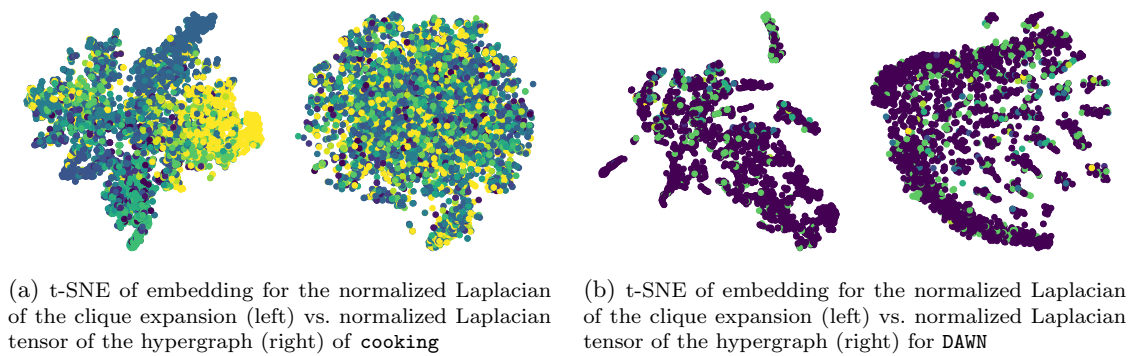 (a) t-SNE of embedding for the normalized Laplacian
of the clique expansion (left) vs. normalized Laplacian
tensor of the hypergraph (right) of cooking
(b) t-SNE of embedding for the normalized Laplacian
of the clique expansion (left) vs. normalized Laplacian
tensor of the hypergraph (right) for DAWN